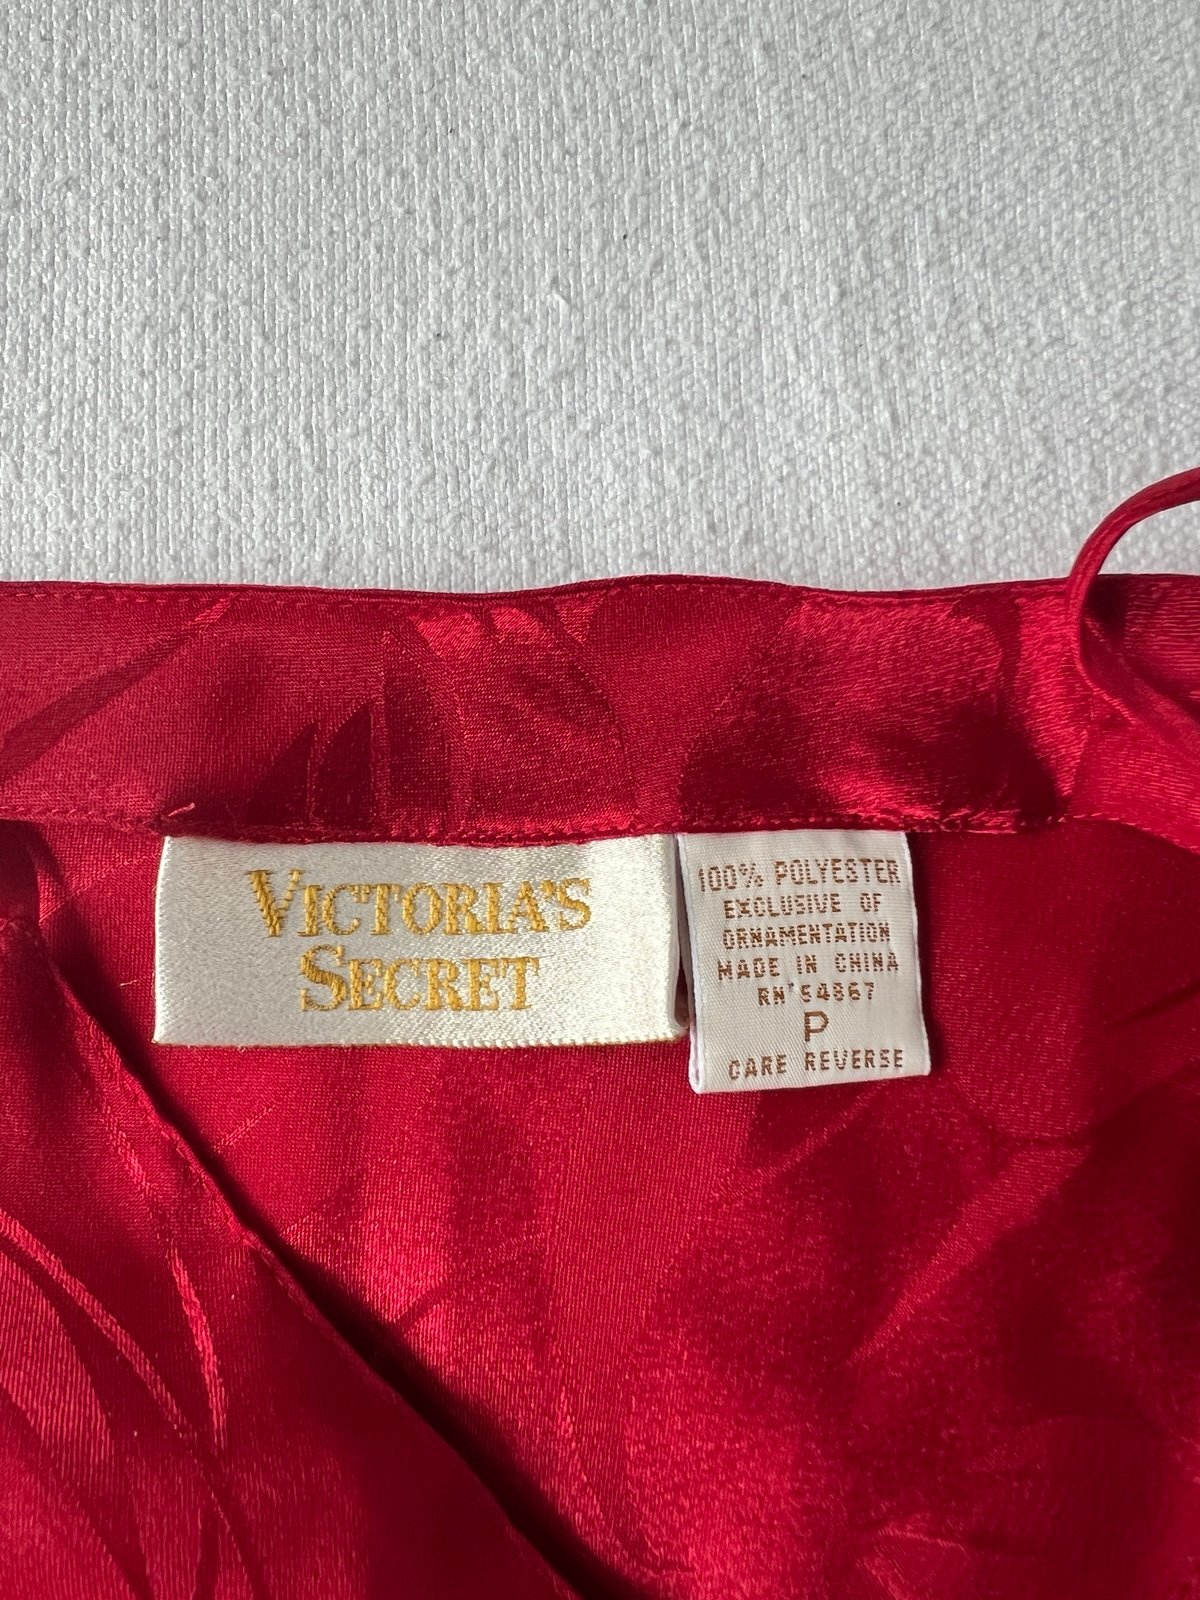 VICTORIA'S
SECRET
100% POLYESTER
EXCLUSIVE OF
ORNAMENTATION
MADE IN CHINA
RN 54867
P
CARE REVERSE